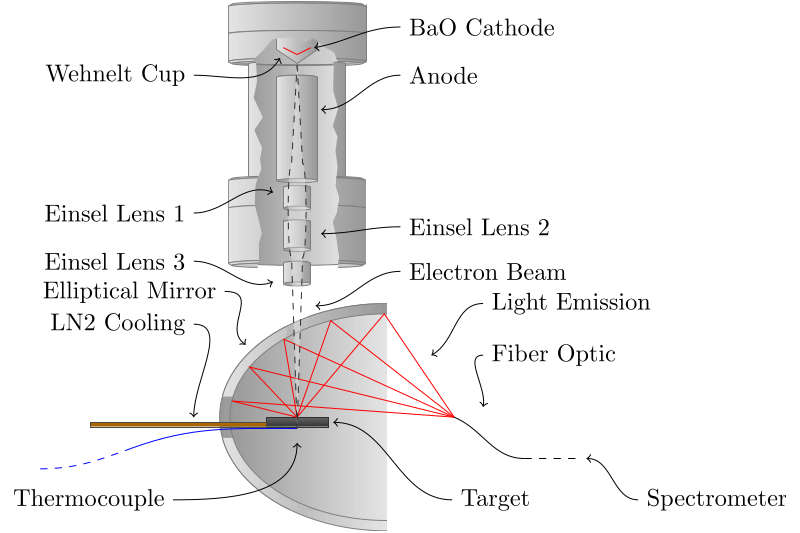 BaO Cathode
Wehnelt Cup
Anode
Einsel Lens 1
Einsel Lens 2
Einsel Lens 3
Electron Beam
Elliptical Mirror
Light Emission
LN2 Cooling
Fiber Optic
Thermocouple
Target
Spectrometer